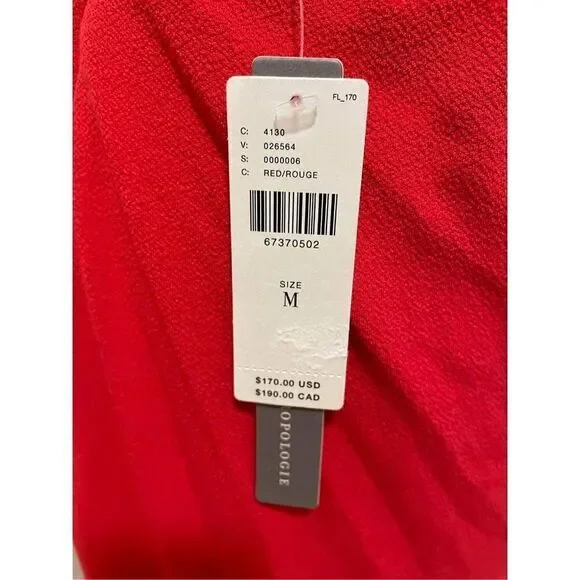 FL_170
C: 4130
V: 026564
S: 0000006
C: RED/ROUGE
67370502
SIZE
M
$170.00 USD
$190.00 CAD
OPOLOGIE